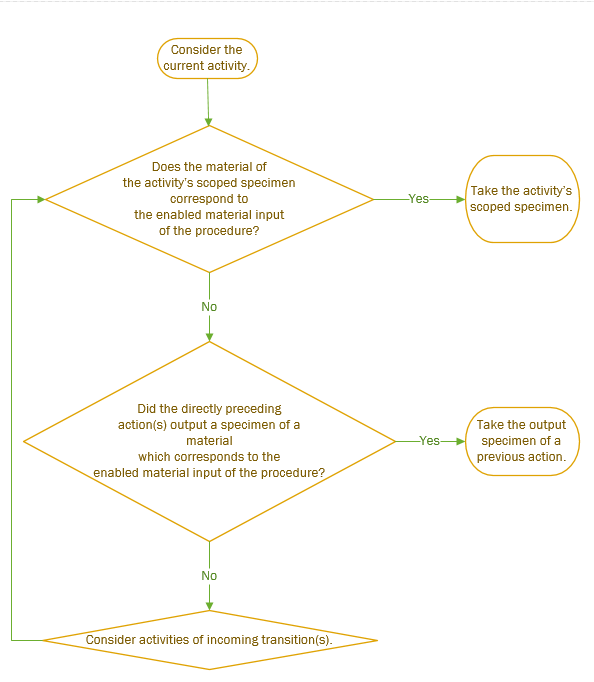 Consider the
current activity.
Does the material of
the activity's scoped specimen
correspond to
the enabled material input
of the procedure?
Yes
Take the activity's
scoped specimen.
No
Did the directly preceding
action(s) output a specimen of a
material
which corresponds to the
enabled material input of the procedure?
Yes
Take the output
specimen of a
previous action.
No
Consider activities of incoming transition(s).